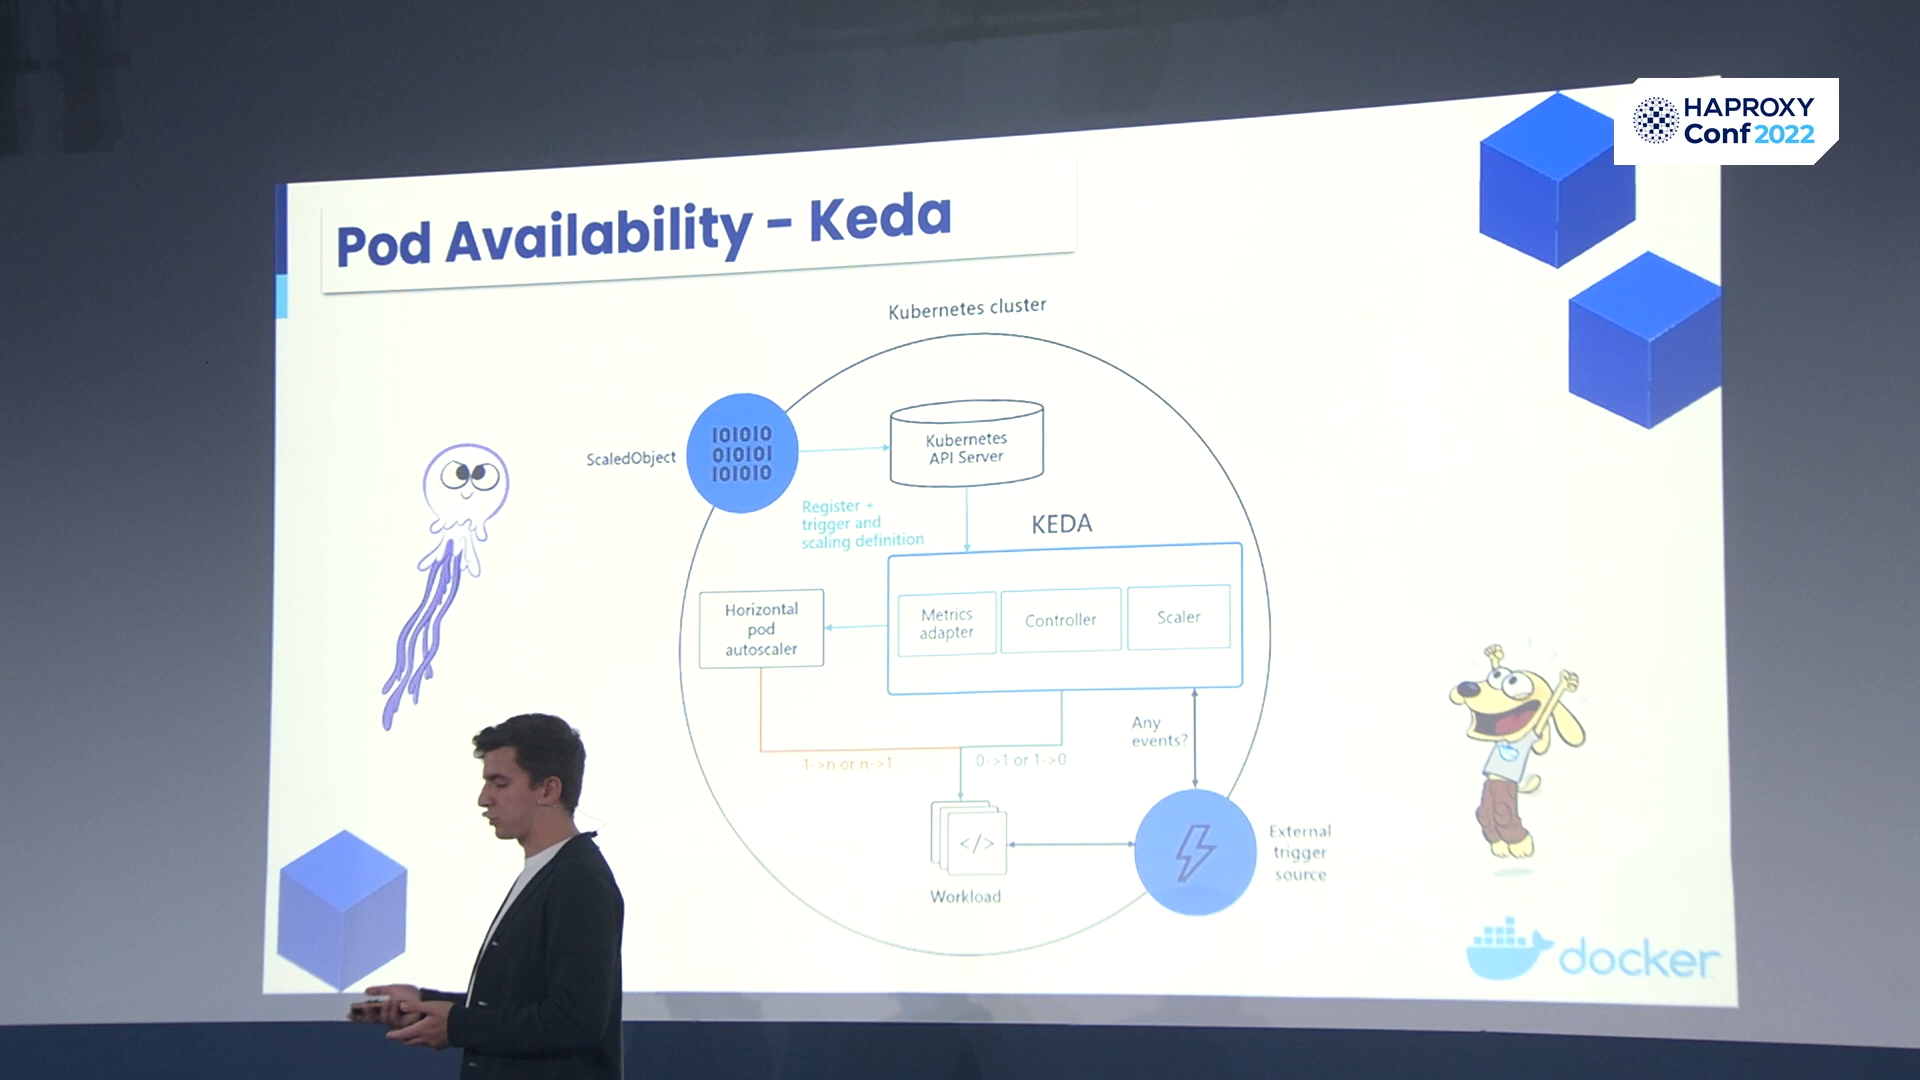 HAPROXY
Conf 2022
Pod Availability - Keda
Kubernetes cluster
ScaledObject
101010
010101
101010
Kubernetes
API Server
Register +
trigger and
scaling definition
KEDA
Horizontal
pod
autoscaler
Metrics
adapter
Controller
Scaler
Any
events?
1->n or n->1
0->1 or 1->0
</>
Workload
External
trigger
source
docker